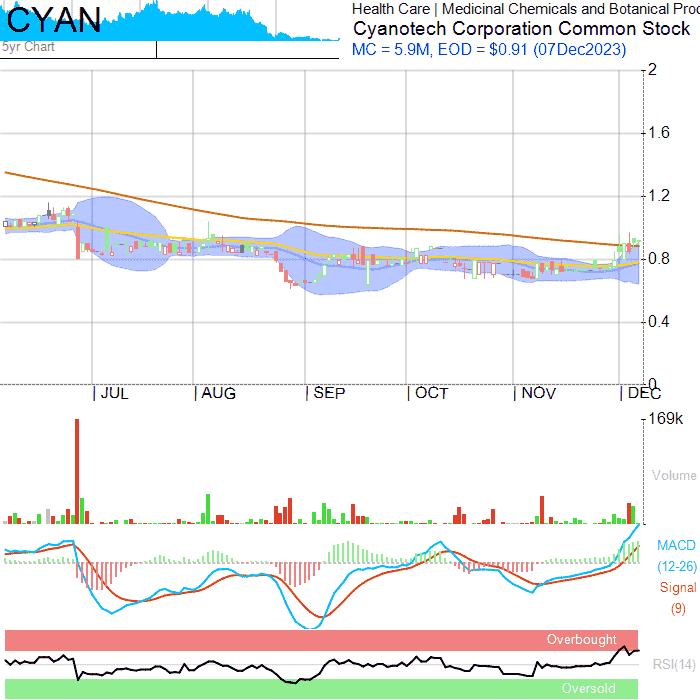 CYAN
5yr Chart
Health Care | Medicinal Chemicals and Botanical Pro
Cyanotech Corporation Common Stock
MC = 5.9M, EOD = $0.91 (07Dec2023)
2
1.6
1.2
0.8
0.4
0
JUL AUG SEP OCT NOV DEC
169k
Volume
MACD
(12-26)
Signal
(9)
Overbought
RSI(14)
Oversold